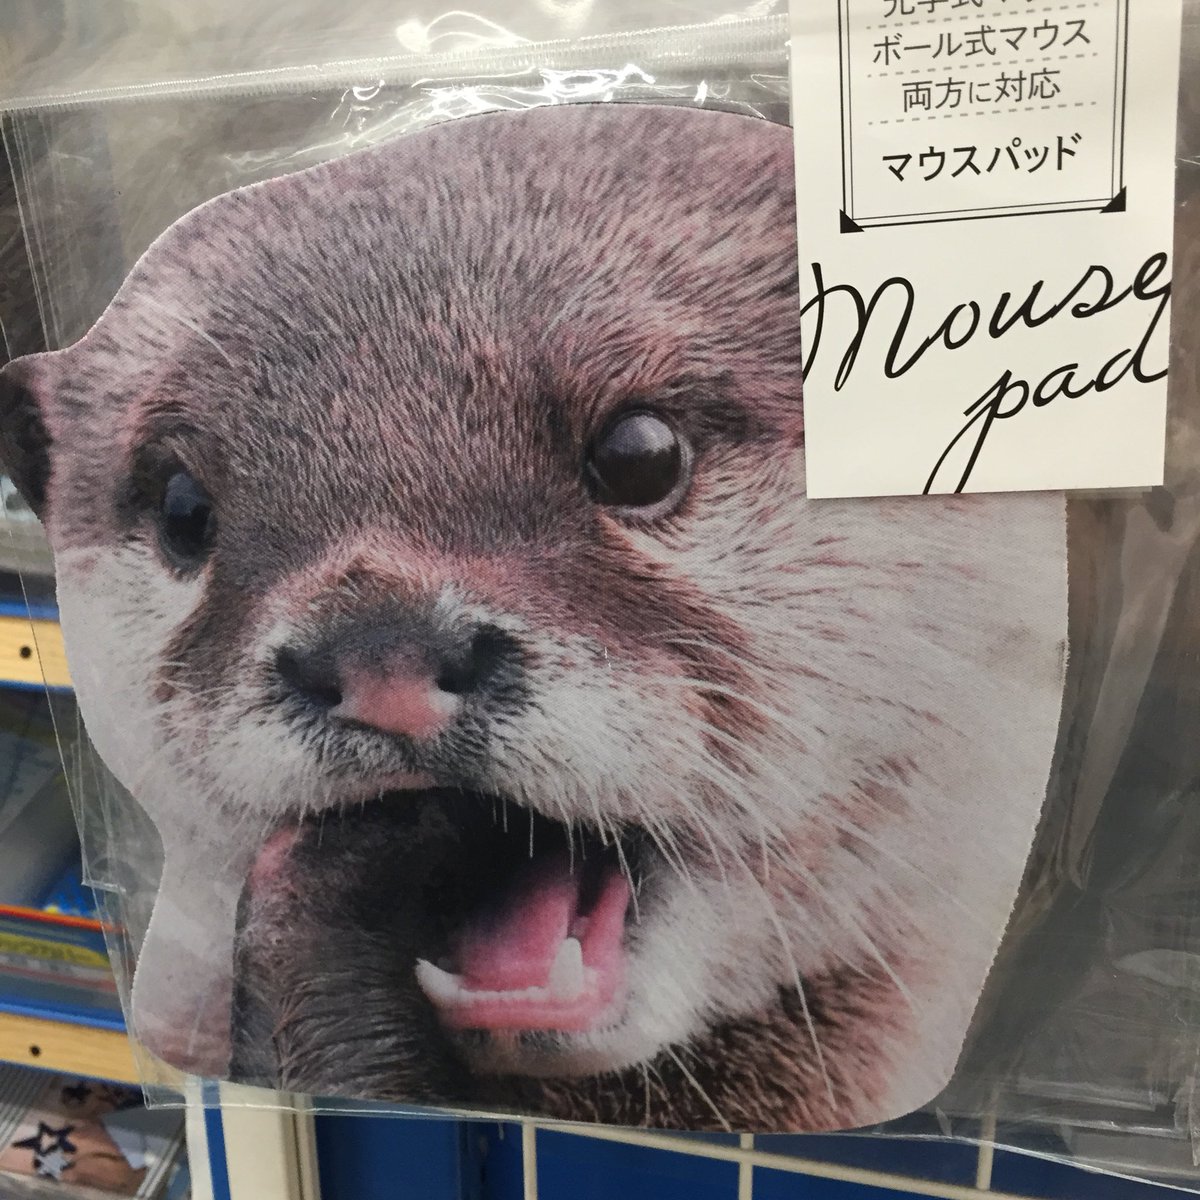 ボール式マウス
両方に対応
マウスパッド
Mouse
pad